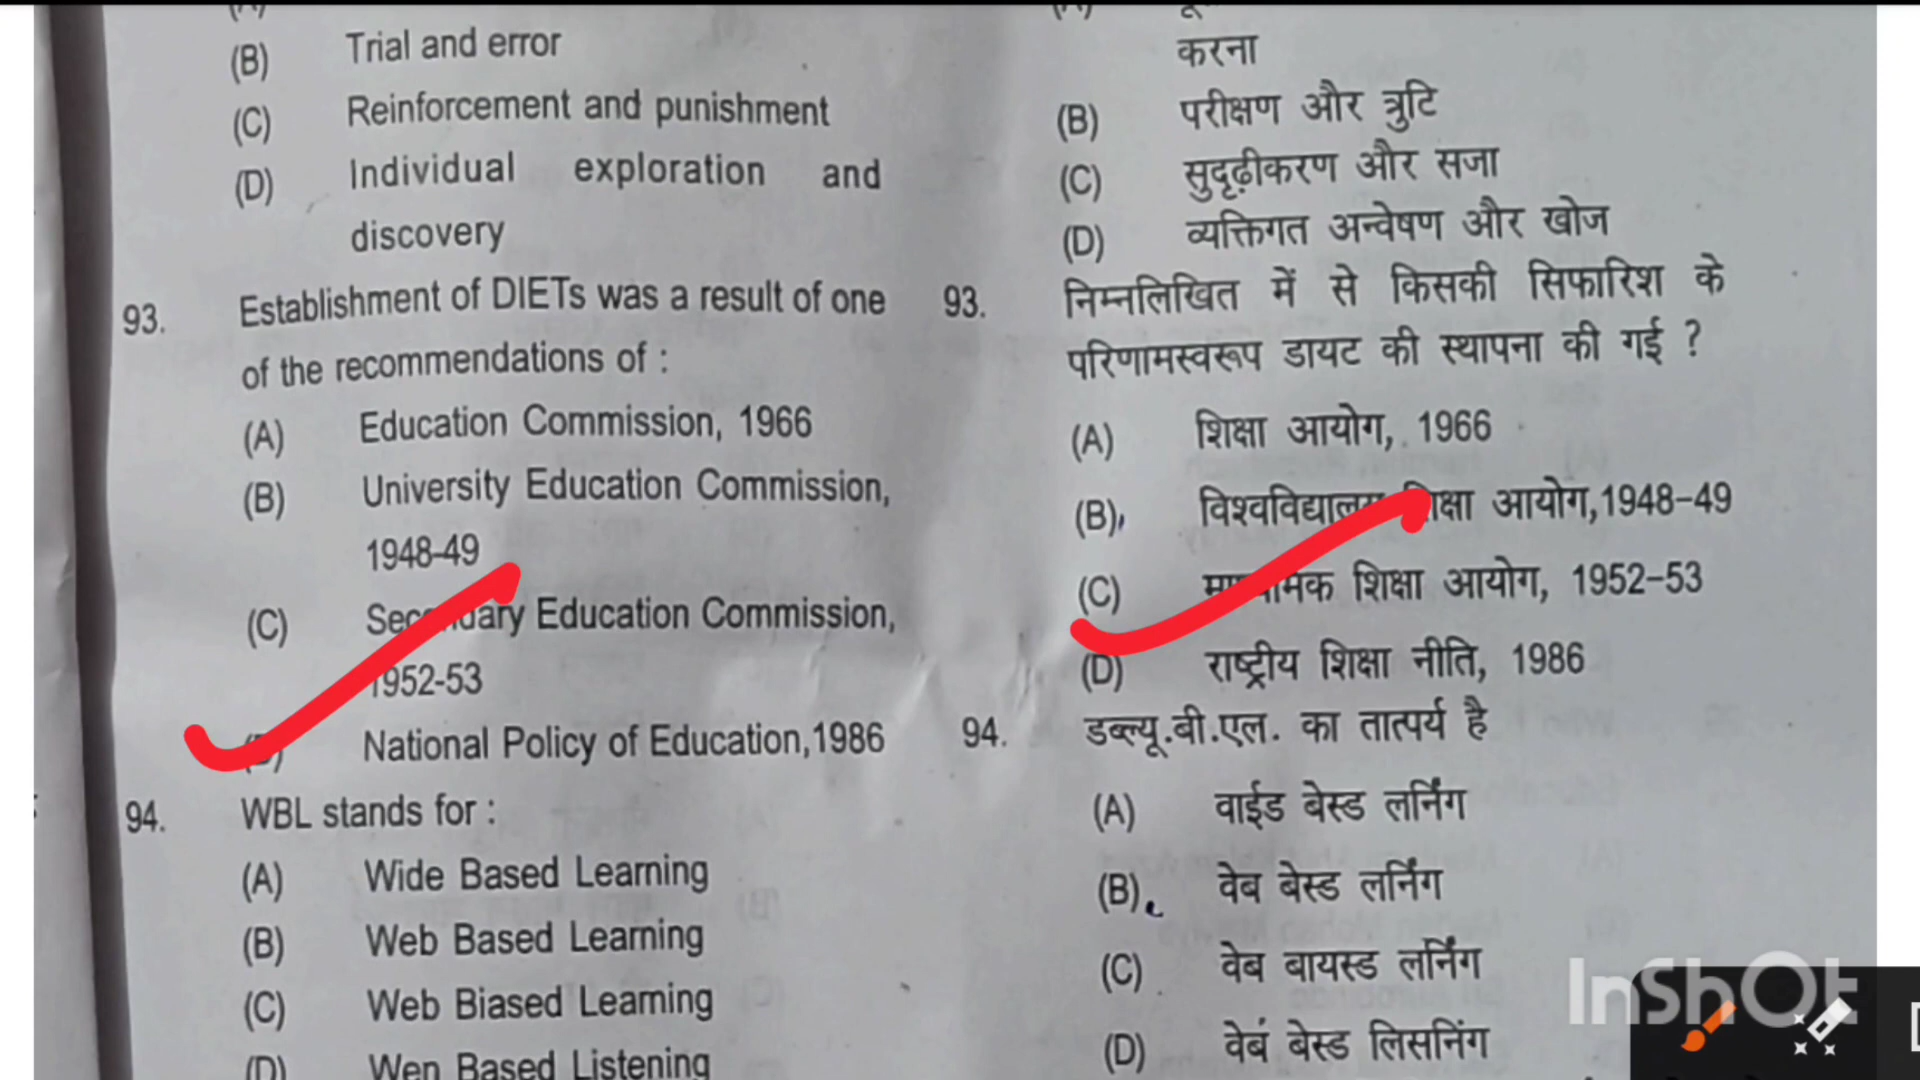 (B) Trial and error
(C) Reinforcement and punishment
(D) Individual exploration and
discovery
93. Establishment of DIETs was a result of one
of the recommendations of :
(A) Education Commission, 1966
(B) University Education Commission,
1948-49
(C) Secondary Education Commission,
1952-53
(D) National Policy of Education,1986
94. WBL stands for :
(A) Wide Based Learning
(B) Web Based Learning
(C) Web Biased Learning
(D) Wen Based Listening
करना
(B) परीक्षण और त्रुटि
(C) सुदृढ़ीकरण और सजा
(D) व्यक्तिगत अन्वेषण और खोज
93. निम्नलिखित में से किसकी सिफारिश के
परिणामस्वरूप डायट की स्थापना की गई ?
(A) शिक्षा आयोग, 1966
(B) विश्वविद्यालय शिक्षा आयोग,1948-49
(C) माध्यमिक शिक्षा आयोग, 1952-53
(D) राष्ट्रीय शिक्षा नीति, 1986
94. डब्ल्यू.बी.एल. का तात्पर्य है
(A) वाईड बेस्ड लर्निंग
(B) वेब बेस्ड लर्निंग
(C) वेब बायस्ड लर्निंग
(D) वेबं बेस्ड लिसनिंग
InShOt